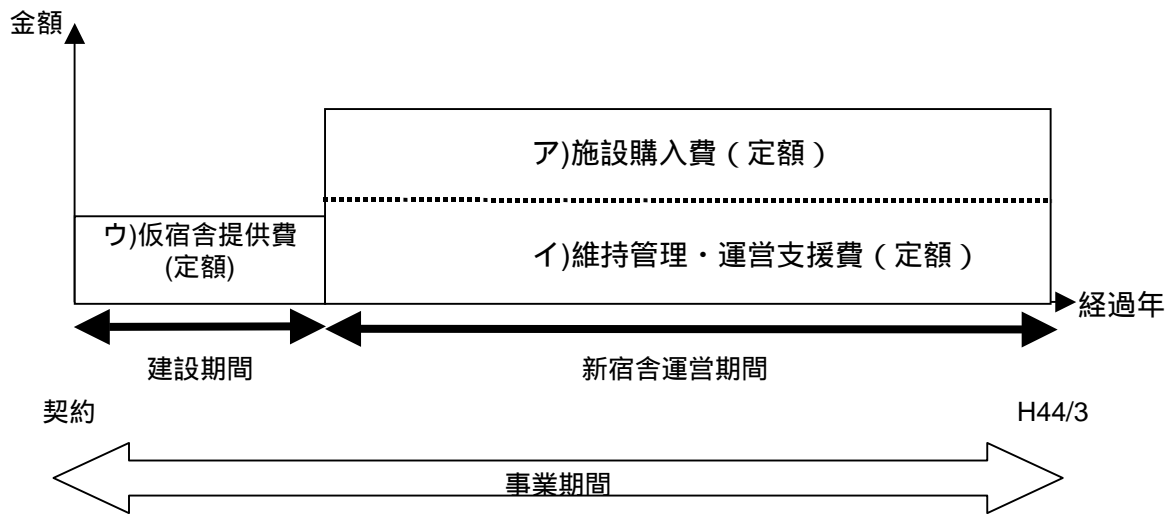 金額
ア)施設購入費（定額）
ウ)仮宿舎提供費
(定額)
イ)維持管理・運営支援費（定額）
経過年
建設期間
新宿舎運営期間
契約
H44/3
事業期間